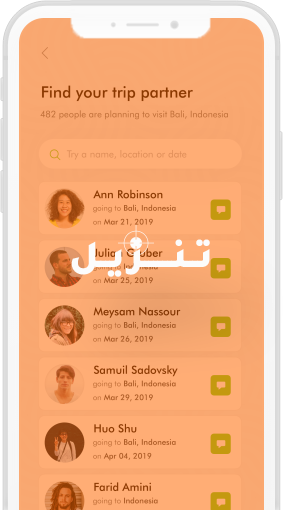 Find your trip partner
482 people are planning to visit Bali, Indonesia
Try a name, location or date
Ann Robinson
going to Bali, Indonesia
on Mar 21, 2019
Julian Gruber
going to Bali, Indonesia
on Mar 25, 2019
تنزيل
Meysam Nassour
going to Bali, Indonesia
on Mar 26, 2019
Samuil Sadovsky
going to Bali, Indonesia
on Mar 29, 2019
Huo Shu
going to Bali, Indonesia
on Apr 04, 2019
Farid Amini
going to Indonesia